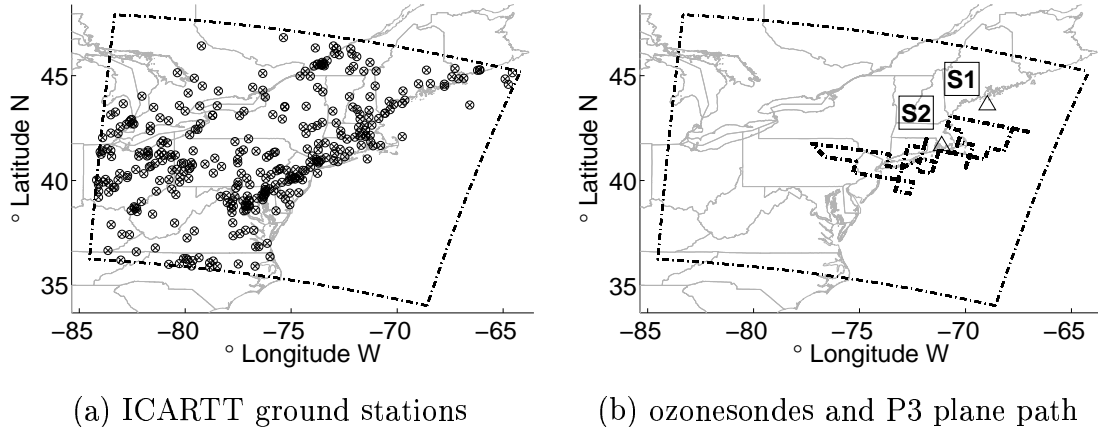 45
40
35
° Latitude N
−85 −80 −75 −70 −65
° Longitude W
(a) ICARTT ground stations
S1
S2
45
40
35
° Latitude N
−85 −80 −75 −70 −65
° Longitude W
(b) ozonesondes and P3 plane path